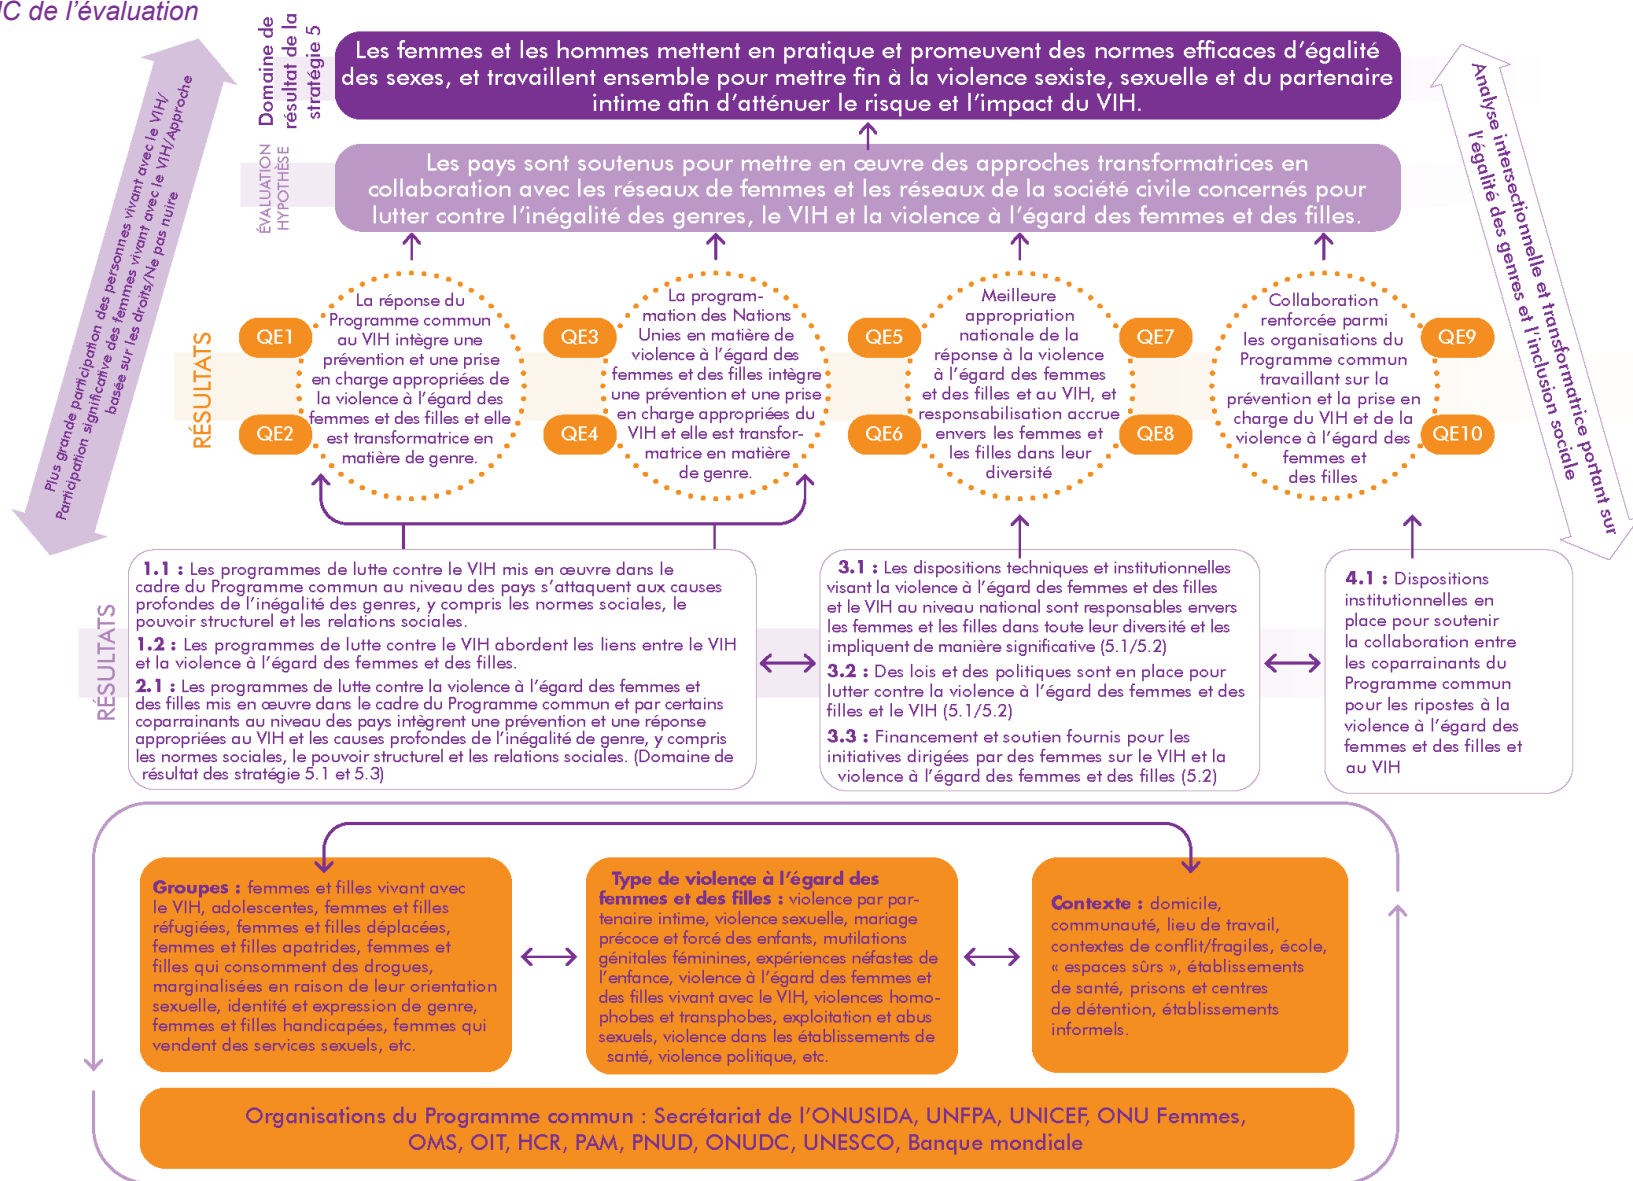 IC de l’évaluation
Domaine de
résultat de la
stratégie 5
Les femmes et les hommes mettent en pratique et promeuvent des normes efficaces d’égalité
des sexes, et travaillent ensemble pour mettre fin à la violence sexiste, sexuelle et du partenaire
intime afin d’atténuer le risque et l’impact du VIH.
ÉVALUATION
HYPOTHÈSE
Les pays sont soutenus pour mettre en œuvre des approches transformatrices en
collaboration avec les réseaux de femmes et les réseaux de la société civile concernés pour
lutter contre l’inégalité des genres, le VIH et la violence à l’égard des femmes et des filles.
Plus grande participation des personnes vivant avec le VIH/
Participation significative des femmes vivant avec le VIH/Approche
basée sur les droits/Ne pas nuire
Analyse intersectionnelle et transformatrice portant sur
l'égalité des genres et l'inclusion sociale
RÉSULTATS
QE1
QE2
La réponse du
Programme commun
au VIH intègre une
prévention et une prise
en charge appropriées de
la violence à l’égard des
femmes et des filles et elle
est transformatrice en
matière de genre.
QE3
QE4
La program-
mation des Nations
Unies en matière de
violence à l’égard des
femmes et des filles intègre
une prévention et une prise
en charge appropriées du
VIH et elle est transfor-
matrice en matière
de genre.
QE5
QE6
Meilleure
appropriation
nationale de la
réponse à la violence
à l’égard des femmes
et des filles et au VIH, et
responsabilisation accrue
envers les femmes et
les filles dans leur
diversité
QE7
QE8
Collaboration
renforcée parmi
les organisations du
Programme commun
travaillant sur la
prévention et la prise en
charge du VIH et de la
violence à l’égard des
femmes et
des filles
QE9
QE10
RÉSULTATS
1.1 : Les programmes de lutte contre le VIH mis en œuvre dans le
cadre du Programme commun au niveau des pays s’attaquent aux causes
profondes de l’inégalité des genres, y compris les normes sociales, le
pouvoir structurel et les relations sociales.
1.2 : Les programmes de lutte contre le VIH abordent les liens entre le VIH
et la violence à l’égard des femmes et des filles.
2.1 : Les programmes de lutte contre la violence à l’égard des femmes et
des filles mis en œuvre dans le cadre du Programme commun et par certains
coparrainants au niveau des pays intègrent une prévention et une réponse
appropriées au VIH et les causes profondes de l’inégalité de genre, y compris
les normes sociales, le pouvoir structurel et les relations sociales. (Domaine de
résultat des stratégie 5.1 et 5.3)
3.1 : Les dispositions techniques et institutionnelles
visant la violence à l’égard des femmes et des filles
et le VIH au niveau national sont responsables envers
les femmes et les filles dans toute leur diversité et les
impliquent de manière significative (5.1/5.2)
3.2 : Des lois et des politiques sont en place pour
lutter contre la violence à l’égard des femmes et des
filles et le VIH (5.1/5.2)
3.3 : Financement et soutien fournis pour les
initiatives dirigées par des femmes sur le VIH et la
violence à l’égard des femmes et des filles (5.2)
4.1 : Dispositions
institutionnelles en
place pour soutenir
la collaboration entre
les coparrainants du
Programme commun
pour les ripostes à la
violence à l’égard des
femmes et des filles et
au VIH
Groupes : femmes et filles vivant avec
le VIH, adolescentes, femmes et filles
réfugiées, femmes et filles déplacées,
femmes et filles apatrides, femmes et
filles qui consomment des drogues,
marginalisées en raison de leur orientation
sexuelle, identité et expression de genre,
femmes et filles handicapées, femmes qui
vendent des services sexuels, etc.
Type de violence à l’égard des
femmes et des filles : violence par par-
tenaire intime, violence sexuelle, mariage
précoce et forcé des enfants, mutilations
génitales féminines, expériences néfastes de
l’enfance, violence à l’égard des femmes et
des filles vivant avec le VIH, violences homo-
phobes et transphobes, exploitation et abus
sexuels, violence dans les établissements de
santé, violence politique, etc.
Contexte : domicile,
communauté, lieu de travail,
contextes de conflit/fragiles, école,
« espaces sûrs », établissements
de santé, prisons et centres
de détention, établissements
informels.
Organisations du Programme commun : Secrétariat de l’ONUSIDA, UNFPA, UNICEF, ONU Femmes,
OMS, OIT, HCR, PAM, PNUD, ONUDC, UNESCO, Banque mondiale